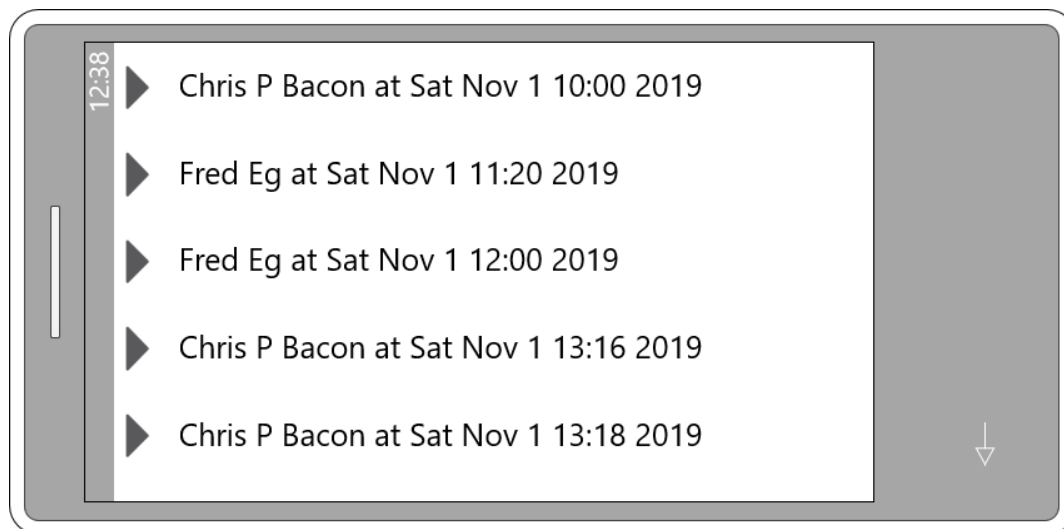 12:38
Chris P Bacon at Sat Nov 1 10:00 2019
Fred Eg at Sat Nov 1 11:20 2019
Fred Eg at Sat Nov 1 12:00 2019
Chris P Bacon at Sat Nov 1 13:16 2019
Chris P Bacon at Sat Nov 1 13:18 2019